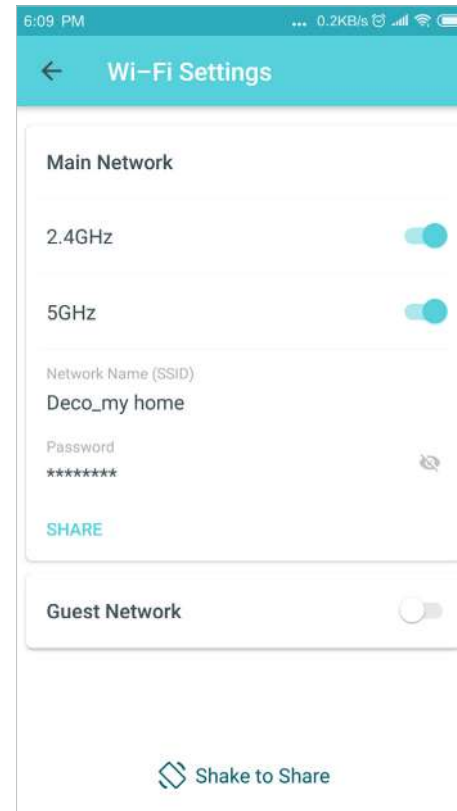 6:09 PM ... 0.2KB/s
Wi-Fi Settings
Main Network
2.4GHz
5GHz
Network Name (SSID)
Deco_my home
Password
********
SHARE
Guest Network
Shake to Share